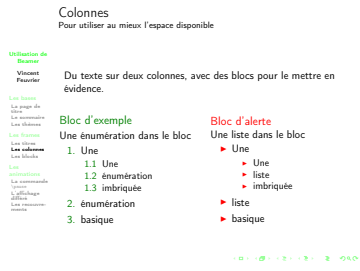 Colonnes
Pour utiliser au mieux l'espace disponible
Utilisation de
Beamer
Vincent
Feuvrier
Les bases
La page de
titre
Le sommaire
Les thèmes
Les frames
Les titres
Les colonnes
Les blocks
Les
animations
La commande
\pause
L'affichage
différé
Les recouvre-
ments
Du texte sur deux colonnes, avec des blocs pour le mettre en
évidence.
Bloc d'exemple
Une énumération dans le bloc
1. Une
1.1 Une
1.2 énumération
1.3 imbriquée
2. énumération
3. basique
Bloc d'alerte
Une liste dans le bloc
▶ Une
▶ Une
▶ liste
▶ imbriquée
▶ liste
▶ basique